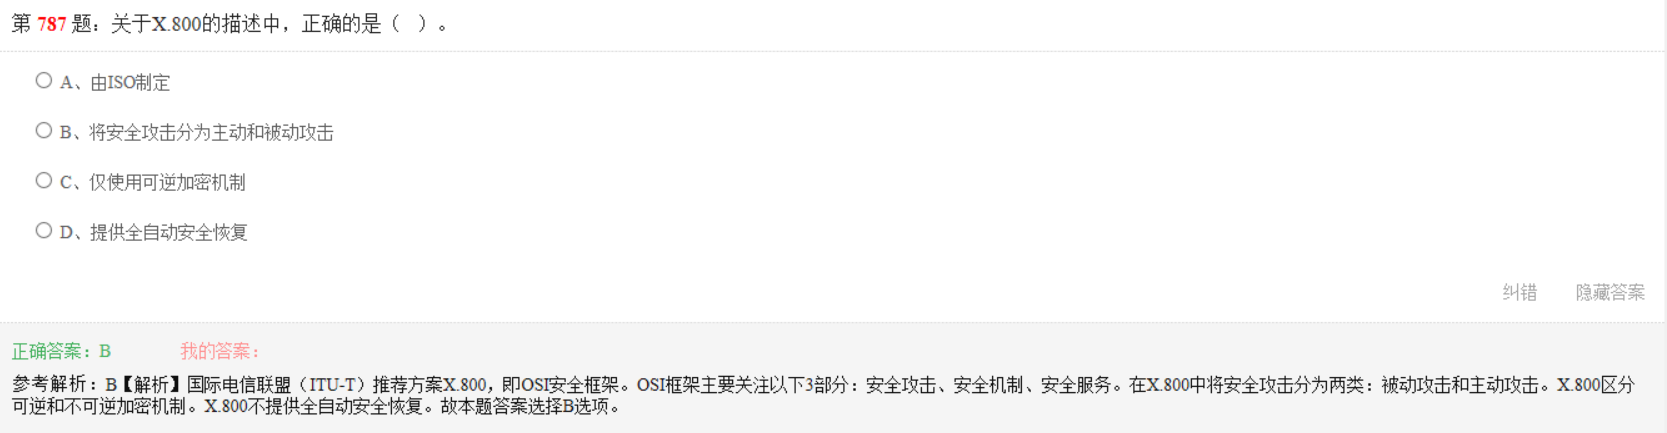 第 787 题：关于X.800的描述中，正确的是（ ）。
A、由ISO制定
B、将安全攻击分为主动和被动攻击
C、仅使用可逆加密机制
D、提供全自动安全恢复
纠错 隐藏答案
正确答案：B 我的答案：
参考解析：B【解析】国际电信联盟（ITU-T）推荐方案X.800，即OSI安全框架。OSI框架主要关注以下3部分：安全攻击、安全机制、安全服务。在X.800中将安全攻击分为两类：被动攻击和主动攻击。X.800区分
可逆和不可逆加密机制。X.800不提供全自动安全恢复。故本题答案选择B选项。